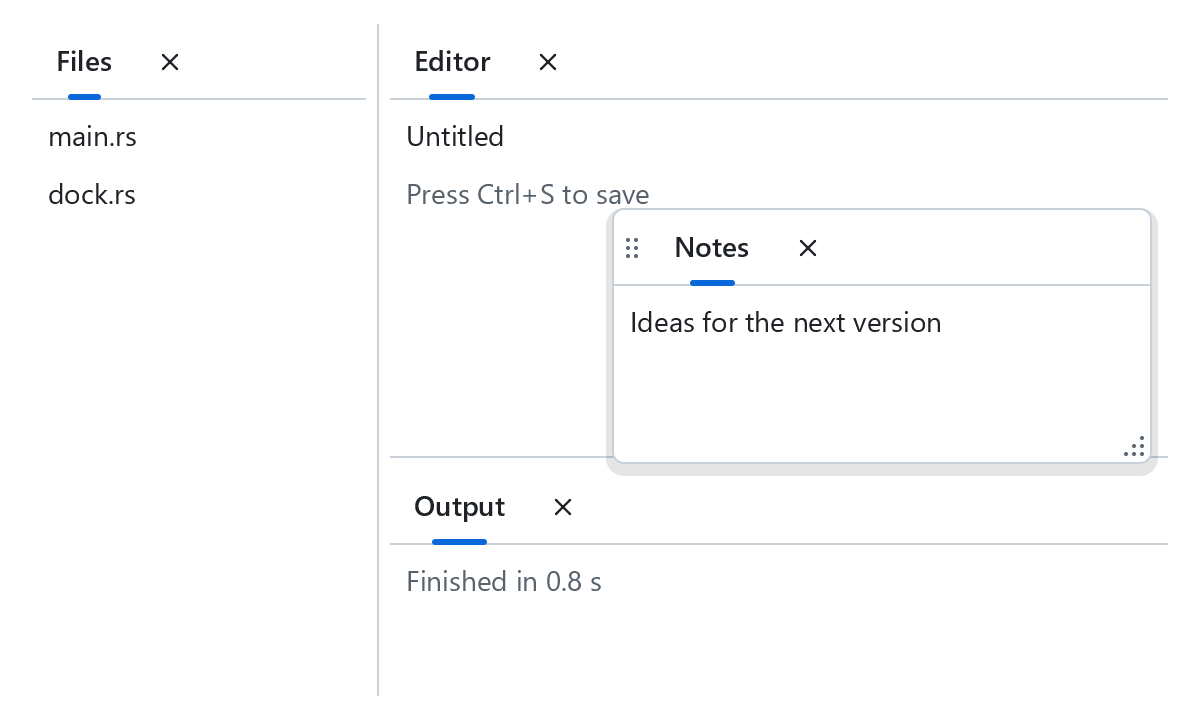 Files
main.rs
dock.rs
Editor
Untitled
Press Ctrl+S to save
Notes
Ideas for the next version
Output
Finished in 0.8 s